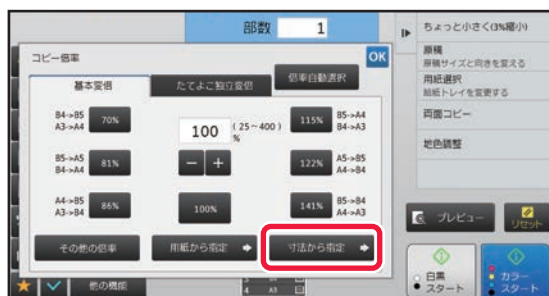 部数 1
コピー倍率
OK
基本変倍
たてよこ独立変倍
倍率自動選択
B4->B5
A3->A4
70%
100
(25～400)
%
115%
B5->A4
B4->A3
B5->A5
B4->A4
81%
122%
A5->B5
A4->B4
A4->B5
A3->B4
86%
100%
141%
B5->B4
A4->A3
その他の倍率
用紙から指定
寸法から指定
他の機能
4 A3
ちょっと小さく(3%縮小)
原稿
原稿サイズと向きを変える
用紙選択
給紙トレイを変更する
両面コピー
地色調整
プレビュー
リセット
白黒
スタート
カラー
スタート